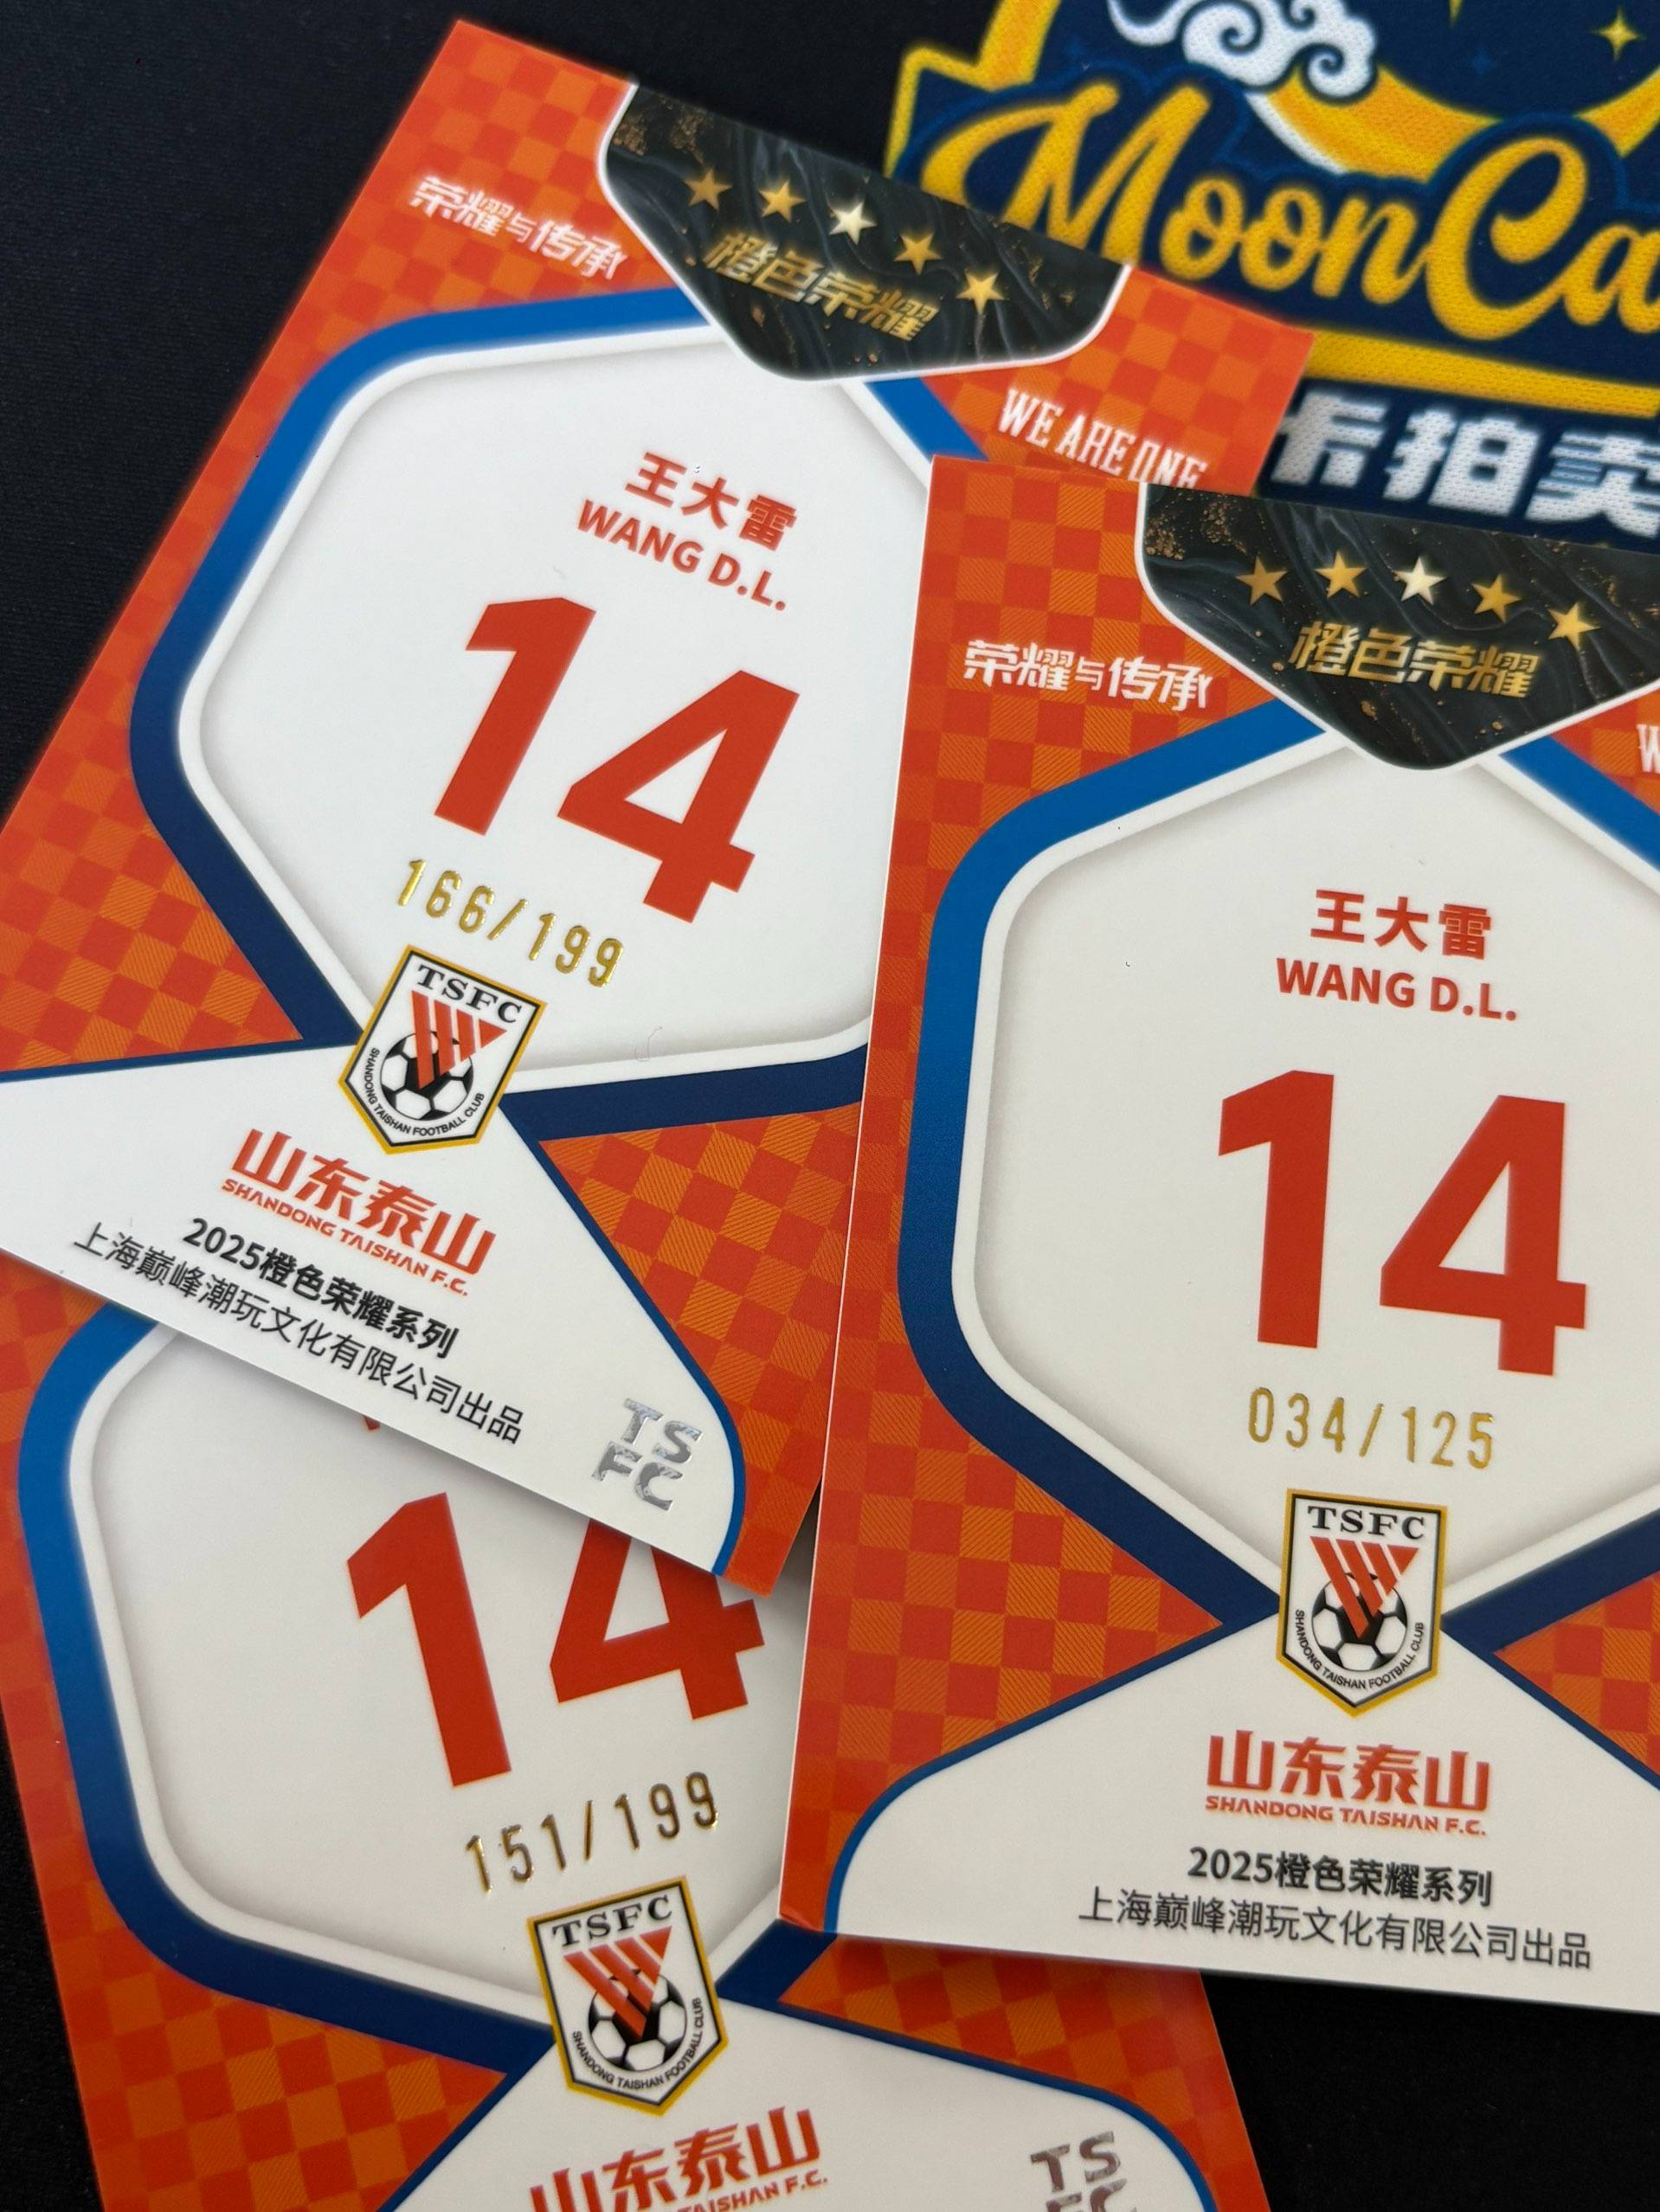 MoonCa
卡拍卖
荣耀与传承
橙色荣耀
WE ARE ONE
王大雷
WANG D.L.
14
166/199
TSFC
SHANDONG TAISHAN FOOTBALL CLUB
山东泰山
SHANDONG TAISHAN F.C.
2025橙色荣耀系列
上海巅峰潮玩文化有限公司出品
TS
FC
荣耀与传承
橙色荣耀
W
王大雷
WANG D.L.
14
034/125
TSFC
SHANDONG TAISHAN FOOTBALL CLUB
山东泰山
SHANDONG TAISHAN F.C.
2025橙色荣耀系列
上海巅峰潮玩文化有限公司出品
14
151/199
TSFC
SHANDONG TAISHAN FOOTBALL CLUB
山东泰山
TAISHAN F.C.
TS
FC